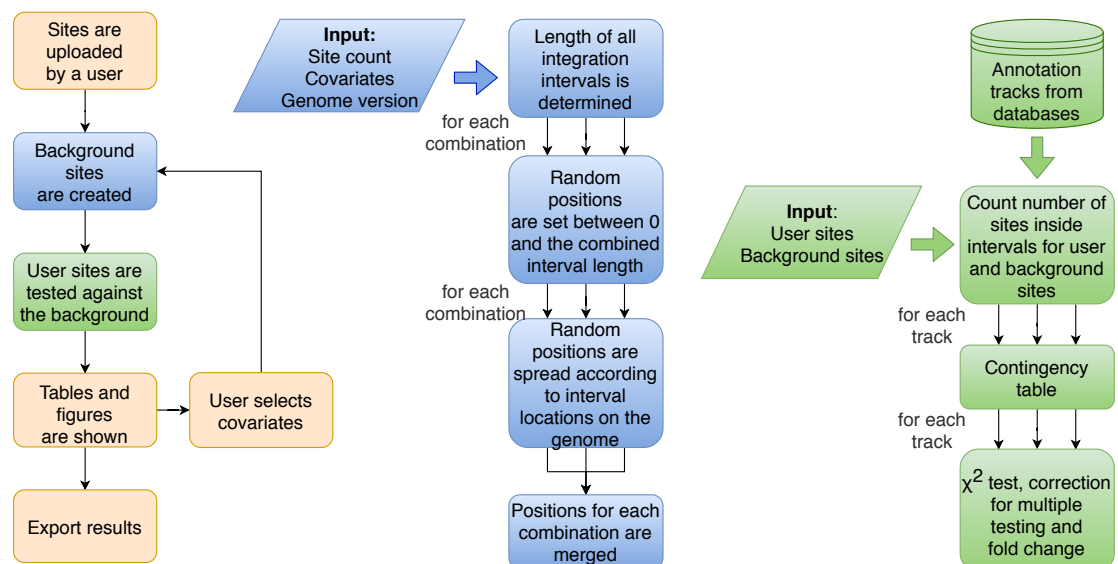 Sites are
uploaded
by a user
Background
sites
are created
User sites are
tested against
the background
Tables and
figures
are shown
User selects
covariates
Export results
Input:
Site count
Covariates
Genome version
Length of all
integration
intervals is
determined
for each
combination
Random
positions
are set between 0
and the combined
interval length
for each
combination
Random
positions are
spread according
to interval
locations on the
genome
Positions for each
combination are
merged
Annotation
tracks from
databases
Input:
User sites
Background sites
Count number of
sites inside
intervals for user
and background
sites
for each
track
Contingency
table
for each
track
χ² test, correction
for multiple
testing and
fold change